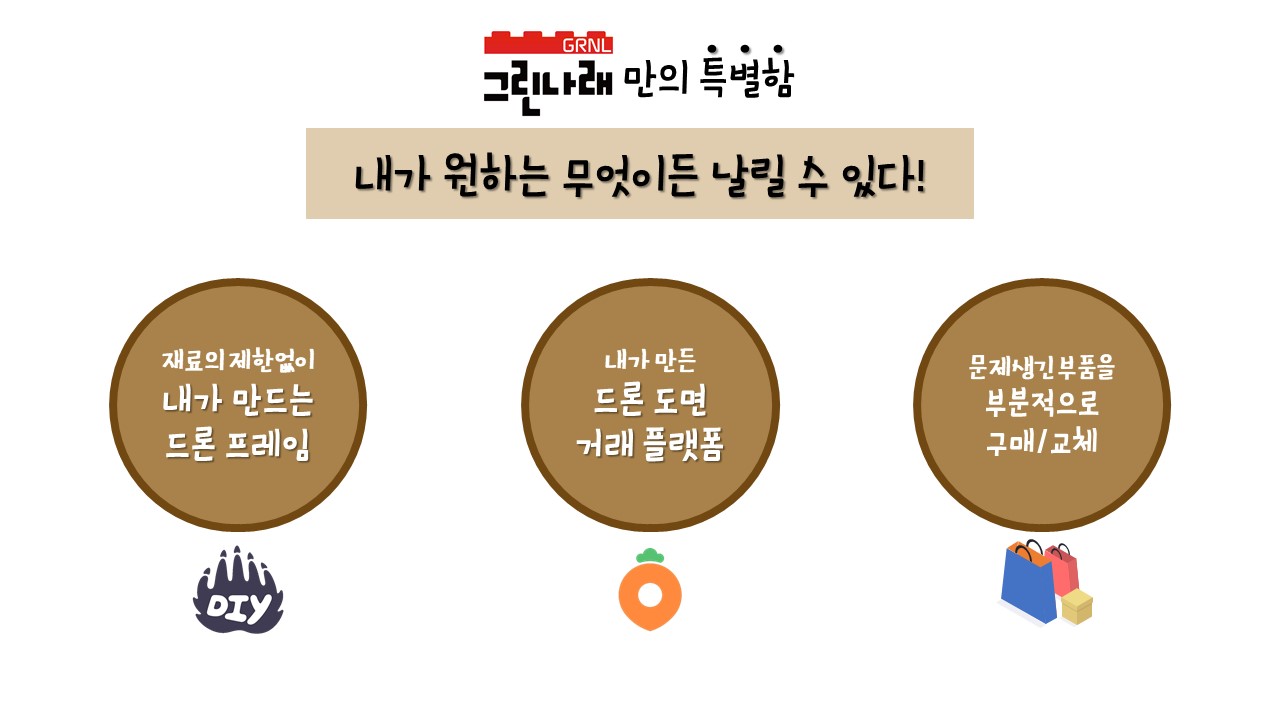 GRNL
그린나래 만의 특별함
내가 원하는 무엇이든 날릴 수 있다!
재료의 제한없이
내가 만드는
드론 프레임
내가 만든
드론 도면
거래 플랫폼
문제생긴 부품을
부분적으로
구매/교체
DIY